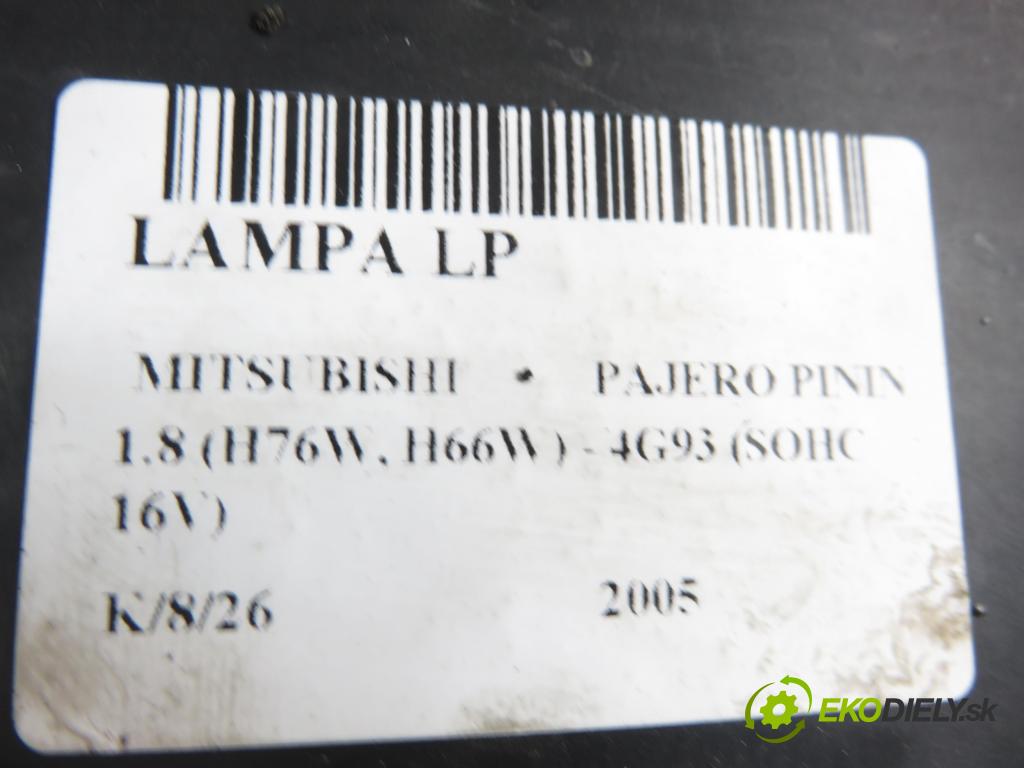 LAMPA LP
MITSUBISHI • PAJERO PININ
1.8 (H76W, H66W) - 4G93 (SOHC
16V)
K/8/26 2005
EKODIELY.sk